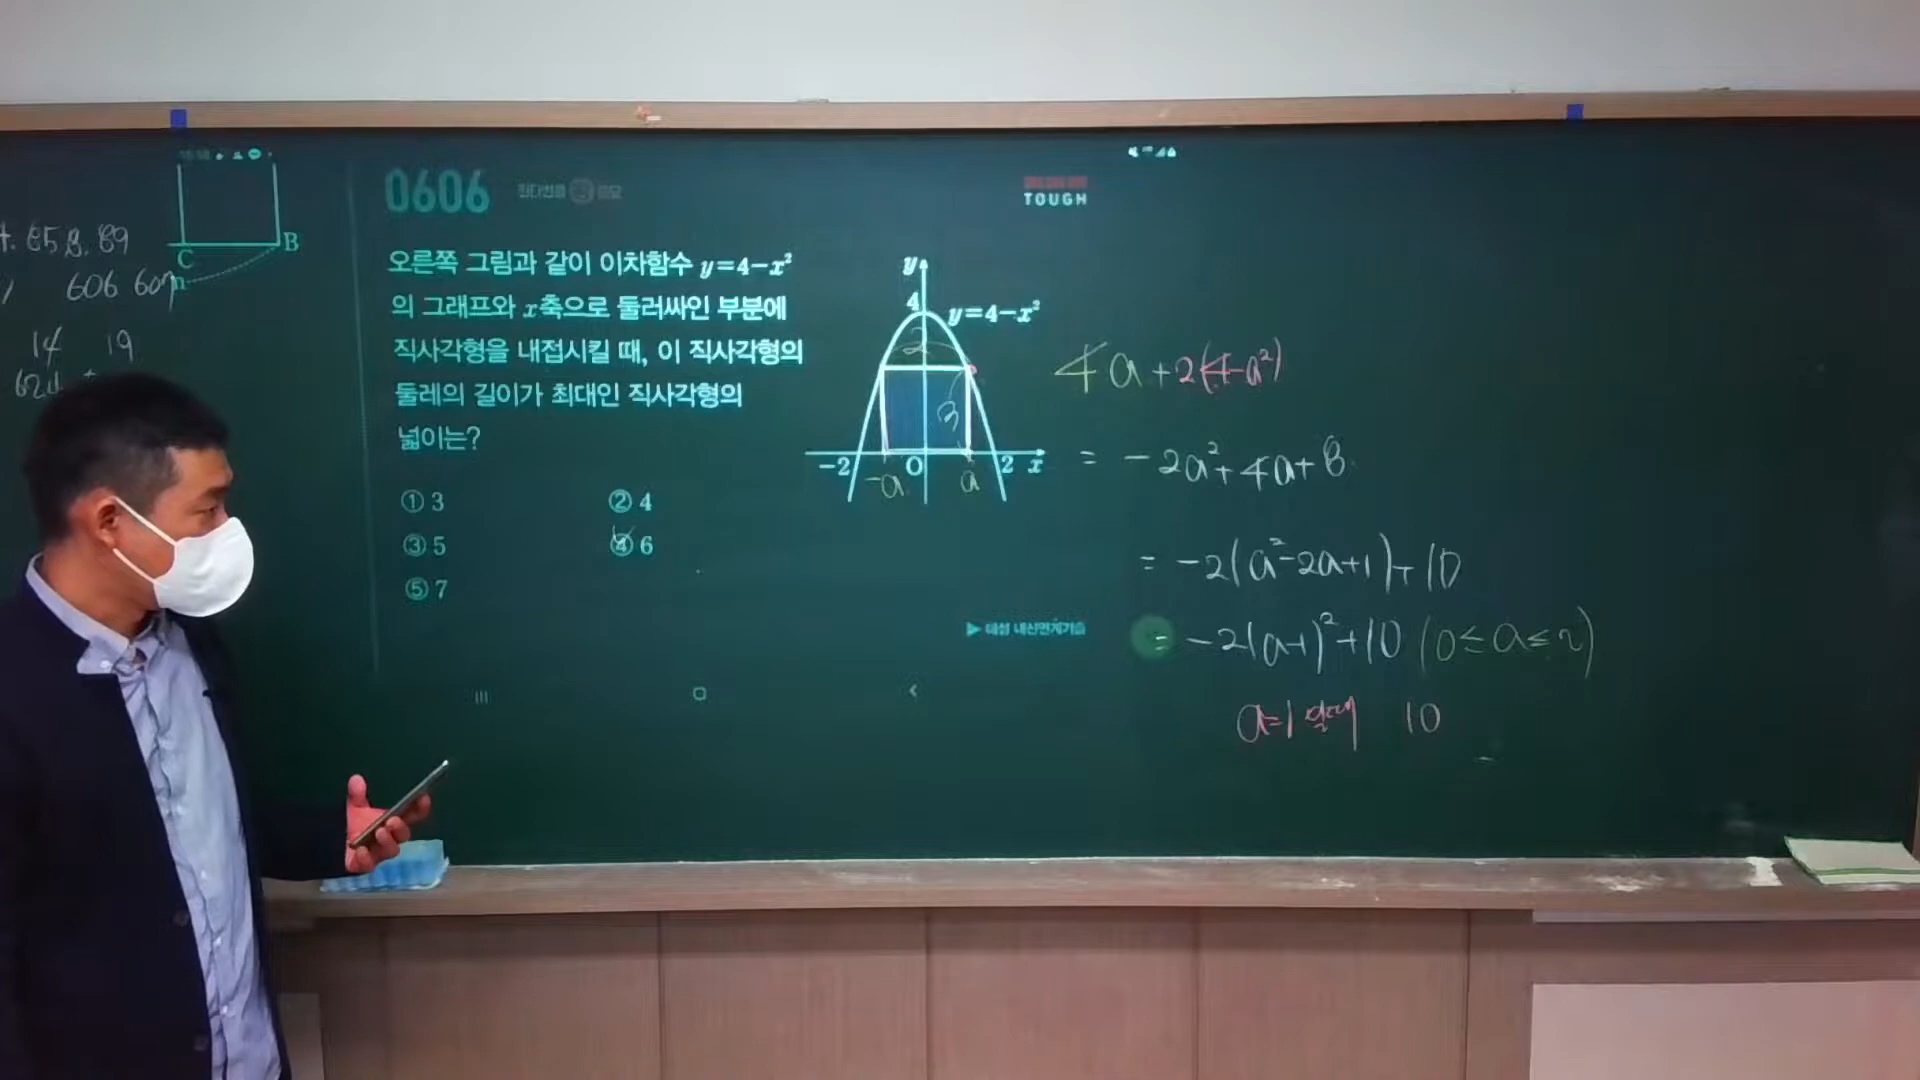 658. 89
606 607
14 19
624
C
B
0606
TOUGH
오른쪽 그림과 같이 이차함수 y=4-x²
의 그래프와 x축으로 둘러싸인 부분에
직사각형을 내접시킬 때, 이 직사각형의
둘레의 길이가 최대인 직사각형의
넓이는?
① 3
② 4
③ 5
④ 6
⑤ 7
y
4
y=4-x²
2
3
-2
O
2
x
-a
a
4a+2(4-a²)
= -2a²+4a+8
= -2(a²-2a+1)+10
= -2(a-1)²+10 (0≤a≤2)
a=1일때 10